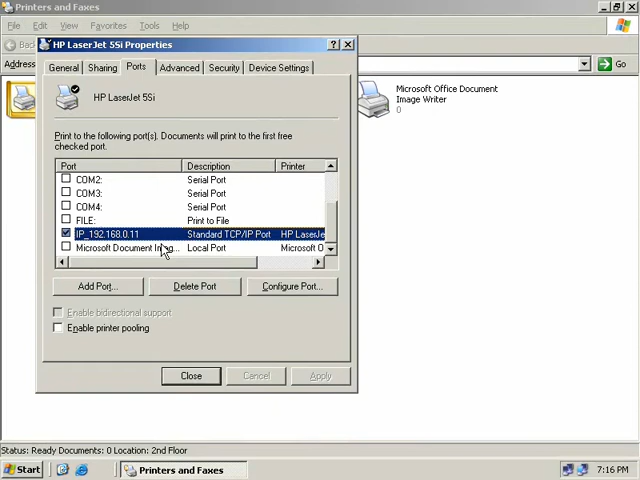 Printers and Faxes
File Edit View Favorites Tools Help
Back
Address
Go
HP LaserJet 5Si Properties
General Sharing Ports Advanced Security Device Settings
HP LaserJet 5Si
Print to the following port(s). Documents will print to the first free
checked port.
Port Description Printer
COM2: Serial Port
COM3: Serial Port
COM4: Serial Port
FILE: Print to File
IP_192.168.0.11 Standard TCP/IP Port HP LaserJe
Microsoft Document Imag... Local Port Microsoft O
Add Port... Delete Port Configure Port...
Enable bidirectional support
Enable printer pooling
Close Cancel Apply
Microsoft Office Document
Image Writer
0
Status: Ready Documents: 0 Location: 2nd Floor
Start Printers and Faxes 7:16 PM